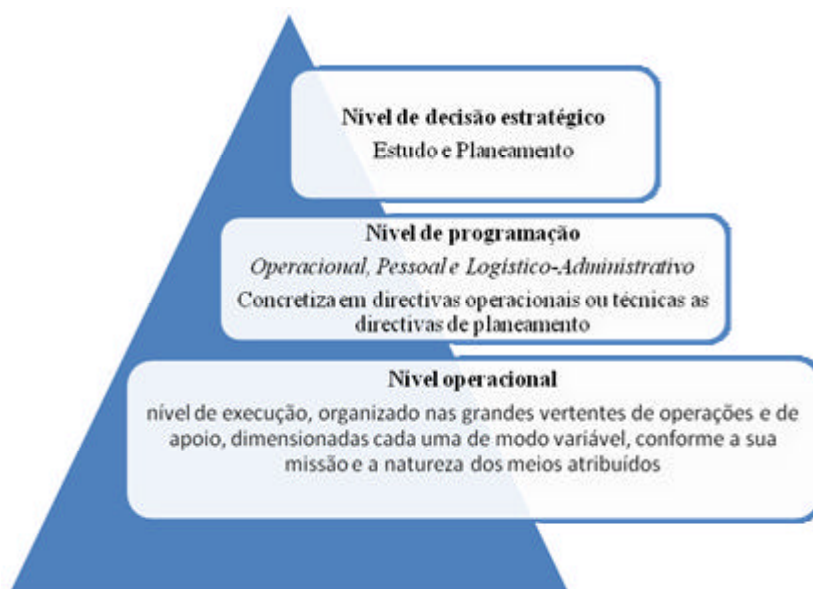 Nível de decisão estratégico
Estudo e Planeamento
Nível de programação
Operacional, Pessoal e Logístico-Administrativo
Concretiza em directivas operacionais ou técnicas as
directivas de planeamento
Nível operacional
nível de execução, organizado nas grandes vertentes de operações e de
apoio, dimensionadas cada uma de modo variável, conforme a sua
missão e a natureza dos meios atribuídos